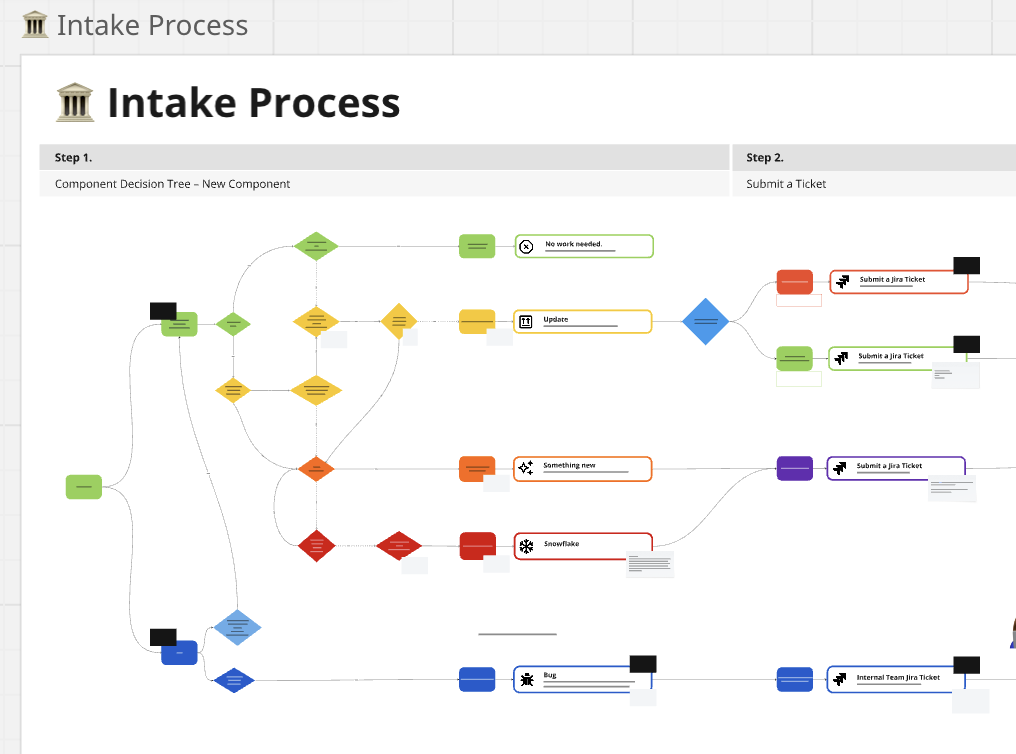 Intake Process
Intake Process
Step 1.
Step 2.
Component Decision Tree – New Component
Submit a Ticket
No work needed.
Submit a Jira Ticket
Update
Submit a Jira Ticket
Something new
Submit a Jira Ticket
Snowflake
Bug
Internal Team Jira Ticket